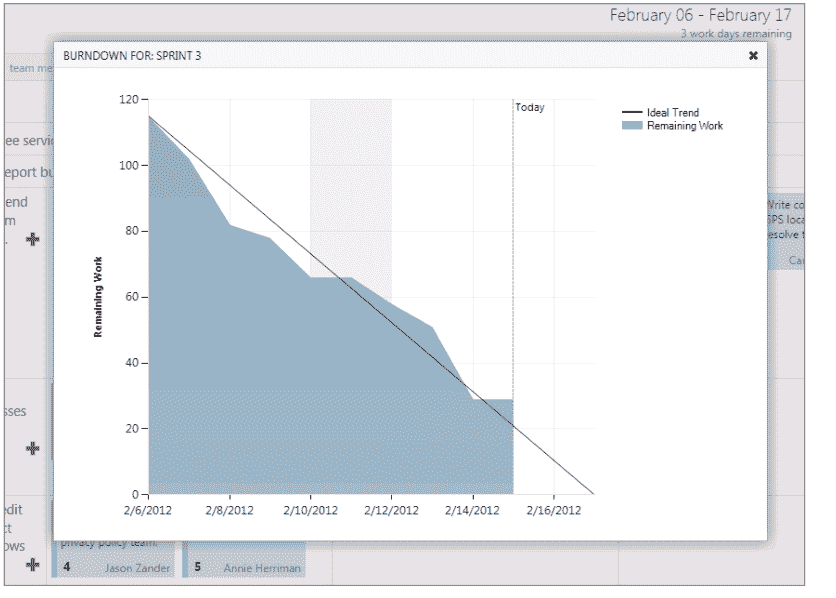 February 06 - February 17
3 work days remaining
BURNDOWN FOR: SPRINT 3
team me
ee servi
eport bu
end
m
.
Write co
SPS loca
esolve t
Ca
sses
edit
ct
ows
120
100
80
60
40
20
0
Remaining Work
Today
Ideal Trend
Remaining Work
2/6/2012
2/8/2012
2/10/2012
2/12/2012
2/14/2012
2/16/2012
privacy policy team.
4 Jason Zander
5 Annie Herriman